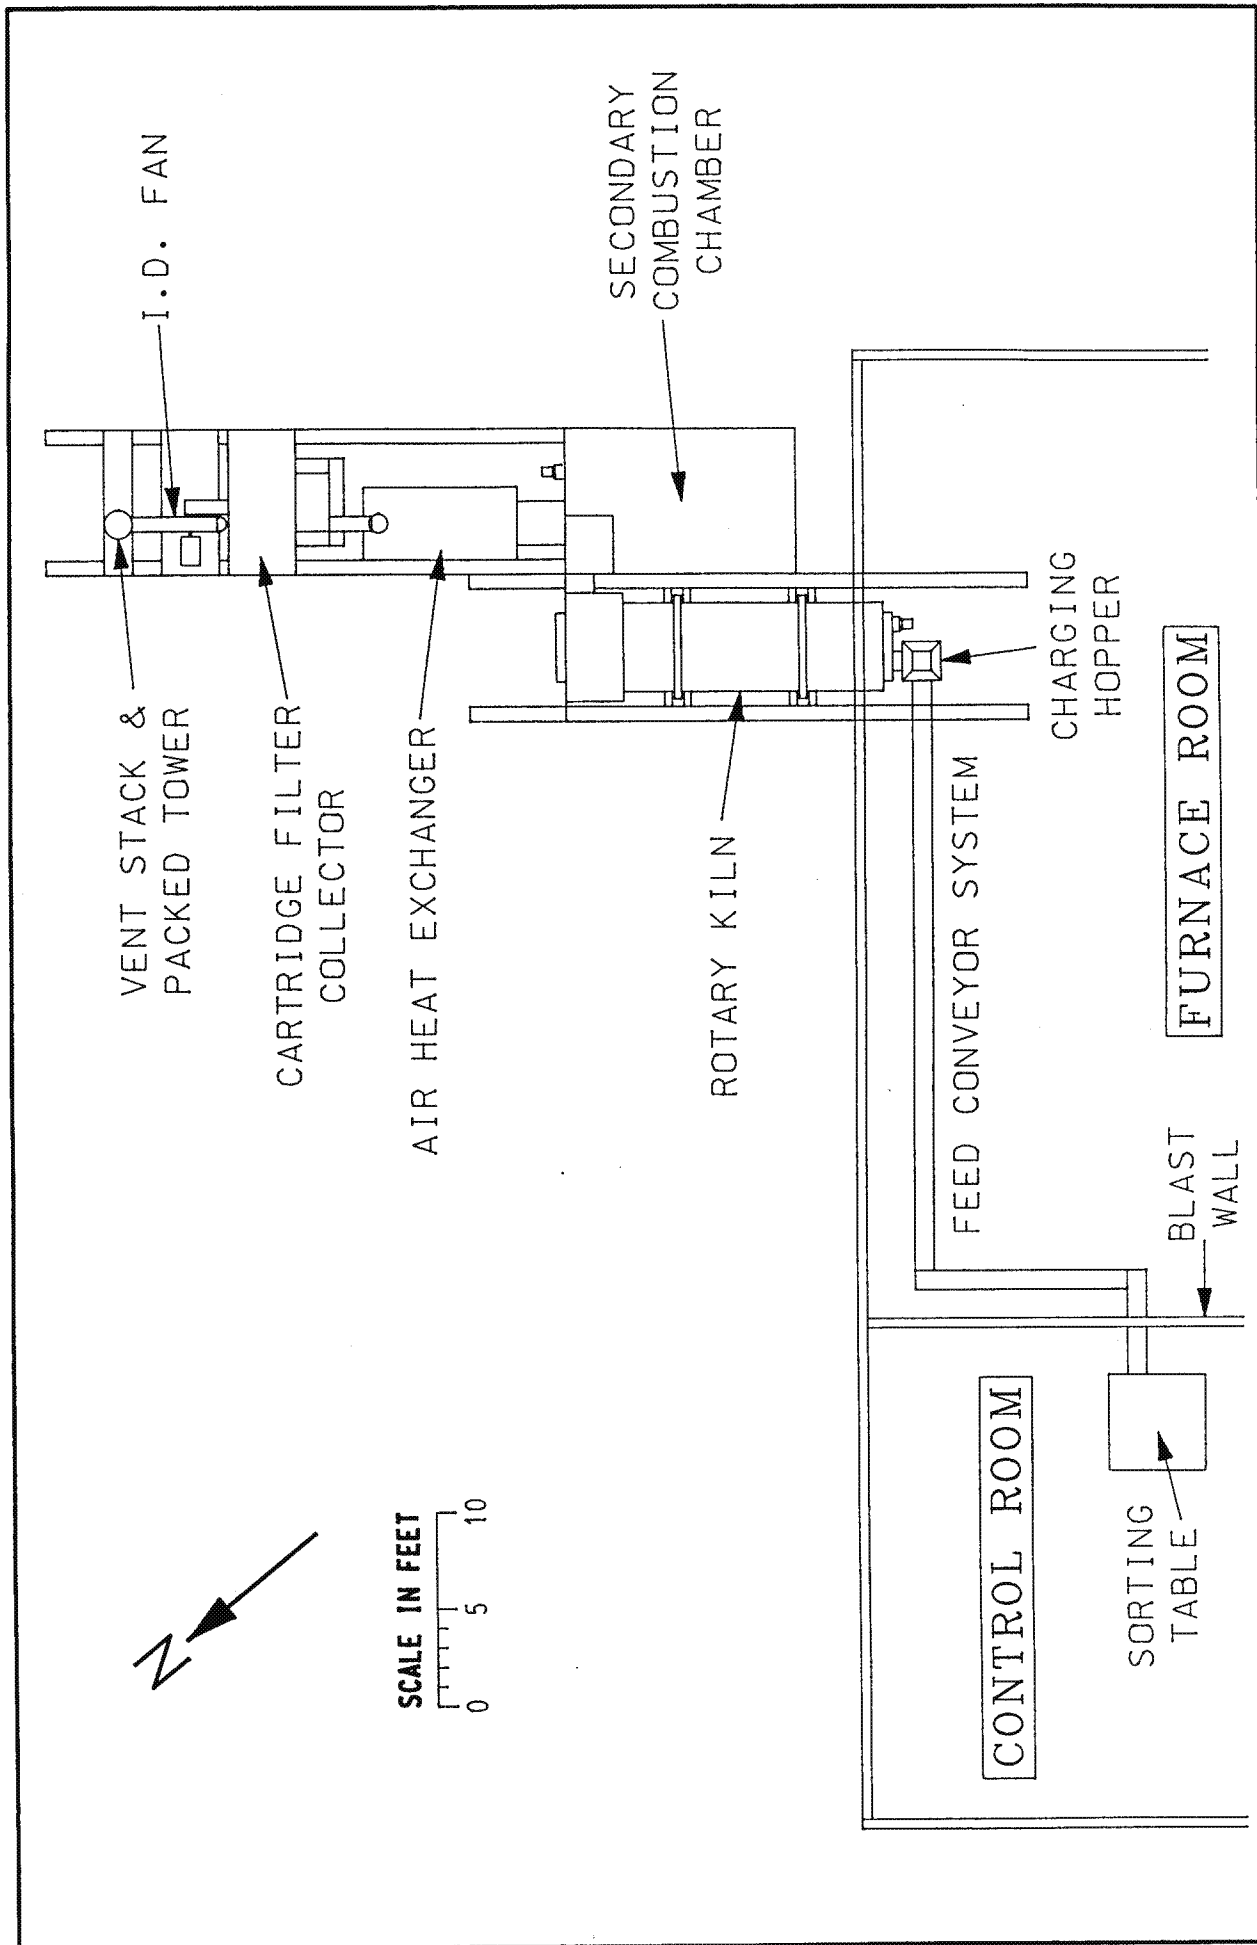 VENT STACK &
PACKED TOWER
I.D. FAN
CARTRIDGE FILTER
COLLECTOR
AIR HEAT EXCHANGER
SECONDARY
COMBUSTION
CHAMBER
ROTARY KILN
N
SCALE IN FEET
0 5 10
FEED CONVEYOR SYSTEM
CHARGING
HOPPER
CONTROL ROOM
FURNACE ROOM
SORTING
TABLE
BLAST
WALL